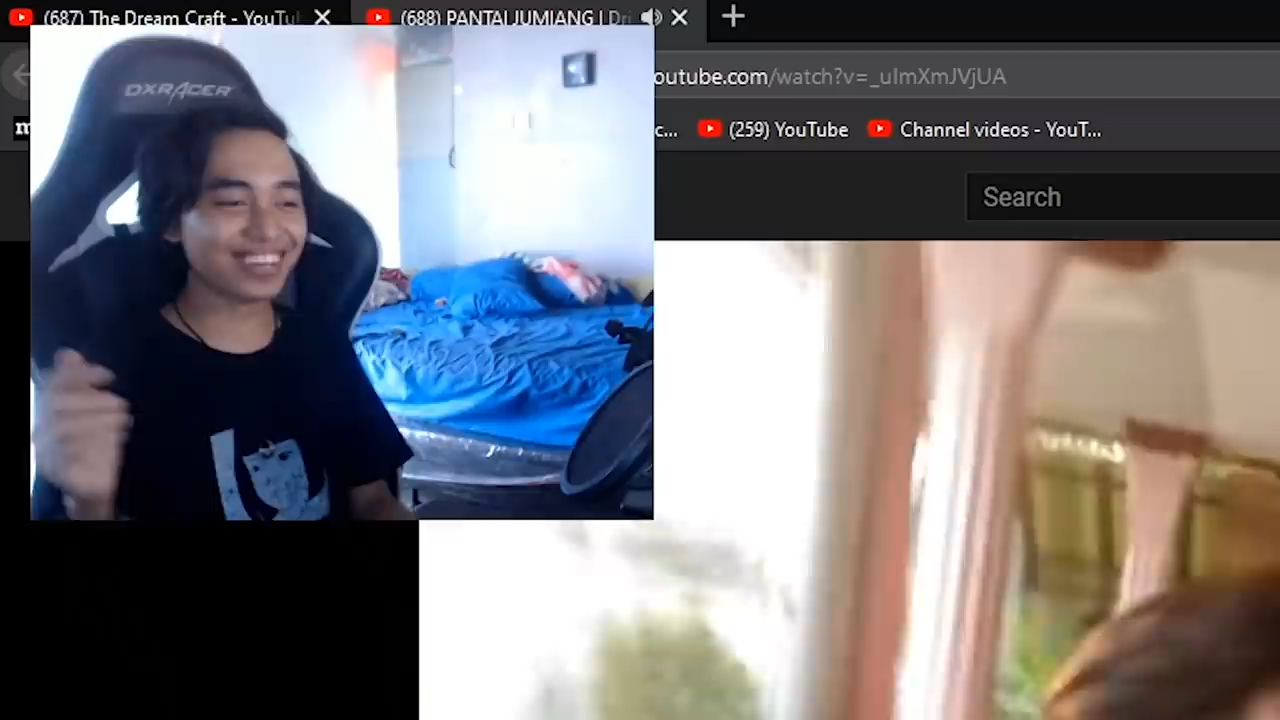 (687) The Dream Craft - YouTu
(688) PANTAI JUMIANG | Dri
outube.com/watch?v=_uImXmJVjUA
m
c...
(259) YouTube
Channel videos - YouT...
Search
DXRACER